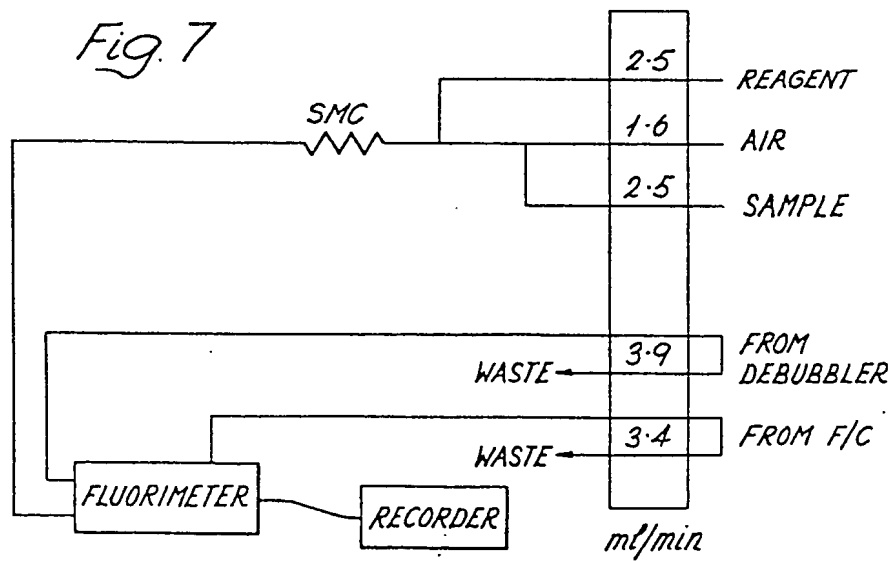 Fig. 7
2·5
REAGENT
SMC
1·6
AIR
2·5
SAMPLE
3·9
FROM
DEBUBBLER
WASTE
3·4
FROM F/C
WASTE
FLUORIMETER
RECORDER
ml/min